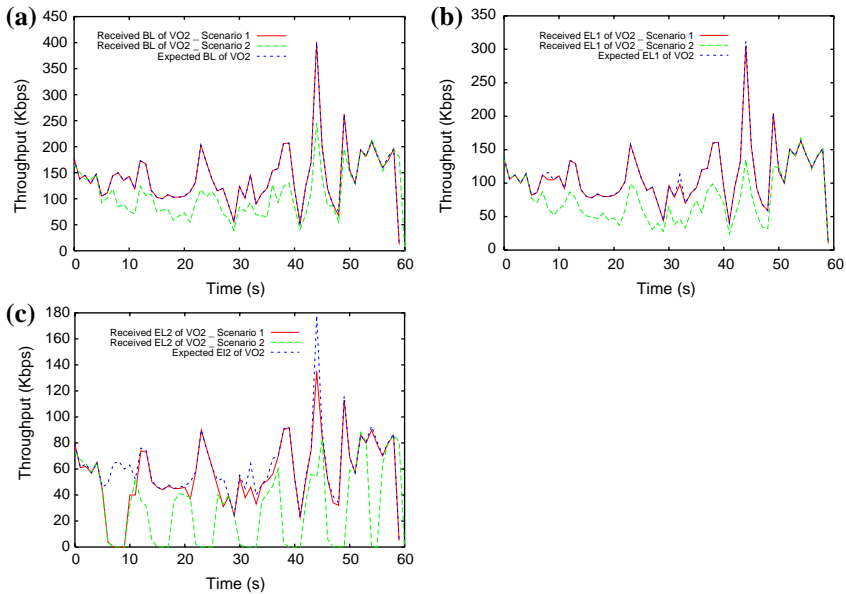 (a)
Throughput (Kbps)
450
400
350
300
250
200
150
100
50
0
Received BL of VO2 _ Scenario 1
Received BL of VO2 _ Scenario 2
Expected BL of VO2
0 10 20 30 40 50 60
Time (s)
(b)
Throughput (Kbps)
350
300
250
200
150
100
50
0
Received EL1 of VO2 _ Scenario 1
Received EL1 of VO2 _ Scenario 2
Expected EL1 of VO2
0 10 20 30 40 50 60
Time (s)
(c)
Throughput (Kbps)
180
160
140
120
100
80
60
40
20
0
Received EL2 of VO2 _ Scenario 1
Received EL2 of VO2 _ Scenario 2
Expected El2 of VO2
0 10 20 30 40 50 60
Time (s)